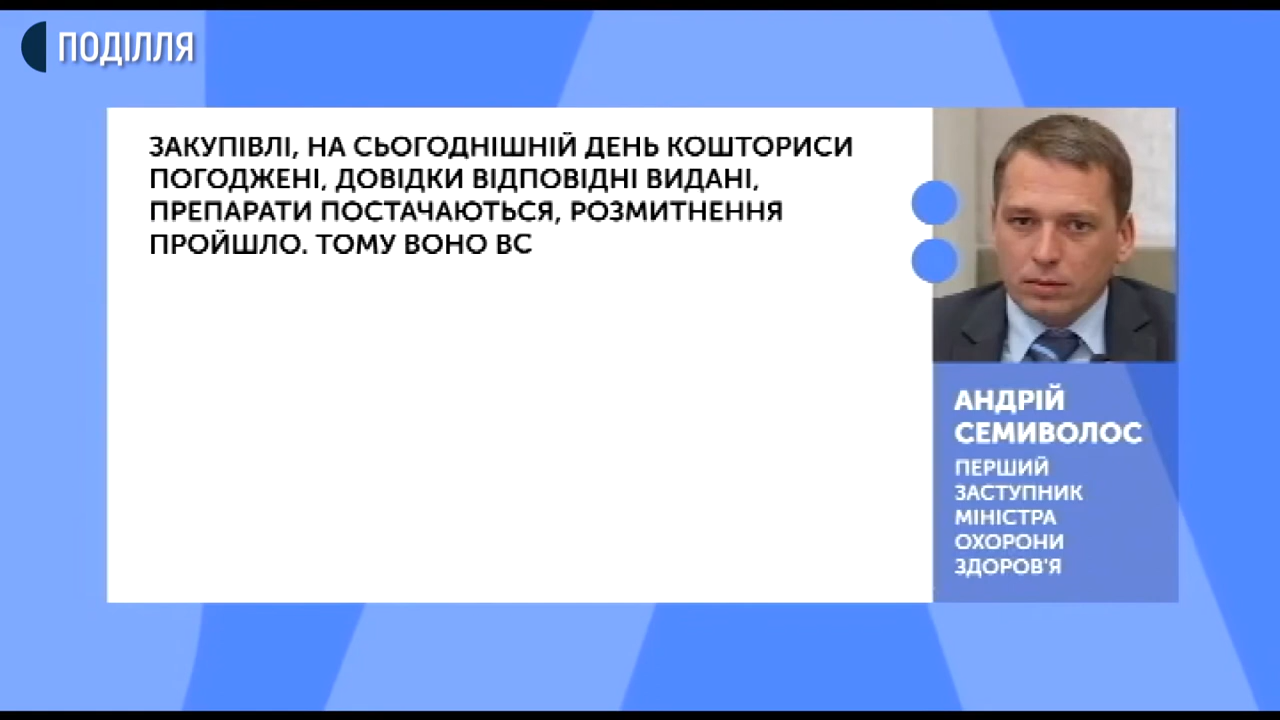 ПОДІЛЛЯ
ЗАКУПІВЛІ, НА СЬОГОДНІШНІЙ ДЕНЬ КОШТОРИСИ
ПОГОДЖЕНІ, ДОВІДКИ ВІДПОВІДНІ ВИДАНІ,
ПРЕПАРАТИ ПОСТАЧАЮТЬСЯ, РОЗМИТНЕННЯ
ПРОЙШЛО. ТОМУ ВОНО ВС
АНДРІЙ
СЕМИВОЛОС
ПЕРШИЙ
ЗАСТУПНИК
МІНІСТРА
ОХОРОНИ
ЗДОРОВ'Я